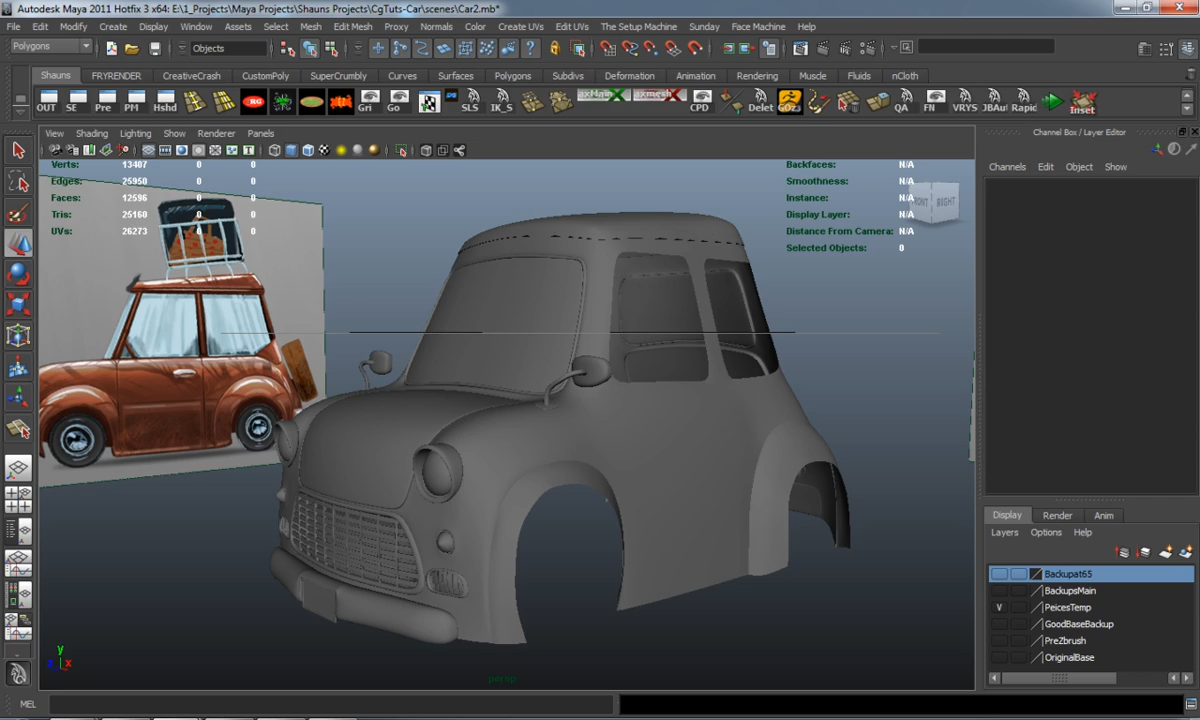 Autodesk Maya 2011 Hotfix 3 x64: E:\1_Projects\Maya Projects\Shauns Projects\CgTuts-Car\scenes\Car2.mb*
File Edit Modify Create Display Window Assets Select Mesh Edit Mesh Proxy Normals Color Create UVs Edit UVs The Setup Machine Sunday Face Machine Help
Polygons Objects
Shauns FRYRENDER CreativeCrash CustomPoly SuperCrumbly Curves Surfaces Polygons Subdivs Deformation Animation Rendering Muscle Fluids nCloth
OUT SE Pre PM Hshd Gri Go SLS IK_S CPD Delet GOz3 QA FN VRYS JBAu Rapic Inset
View Shading Lighting Show Renderer Panels
Channel Box / Layer Editor
Channels Edit Object Show
Verts: 13407 0 0
Edges: 25950 0 0
Faces: 12596 0 0
Tris: 25160 0 0
UVs: 26273 0 0
Backfaces: N/A
Smoothness: N/A
Instance: N/A
Display Layer: N/A
Distance From Camera: N/A
Selected Objects: 0
RIGHT
Display Render Anim
Layers Options Help
Backupat65
BackupsMain
V PeicesTemp
GoodBaseBackup
PreZbrush
OriginalBase
y
x
persp
MEL